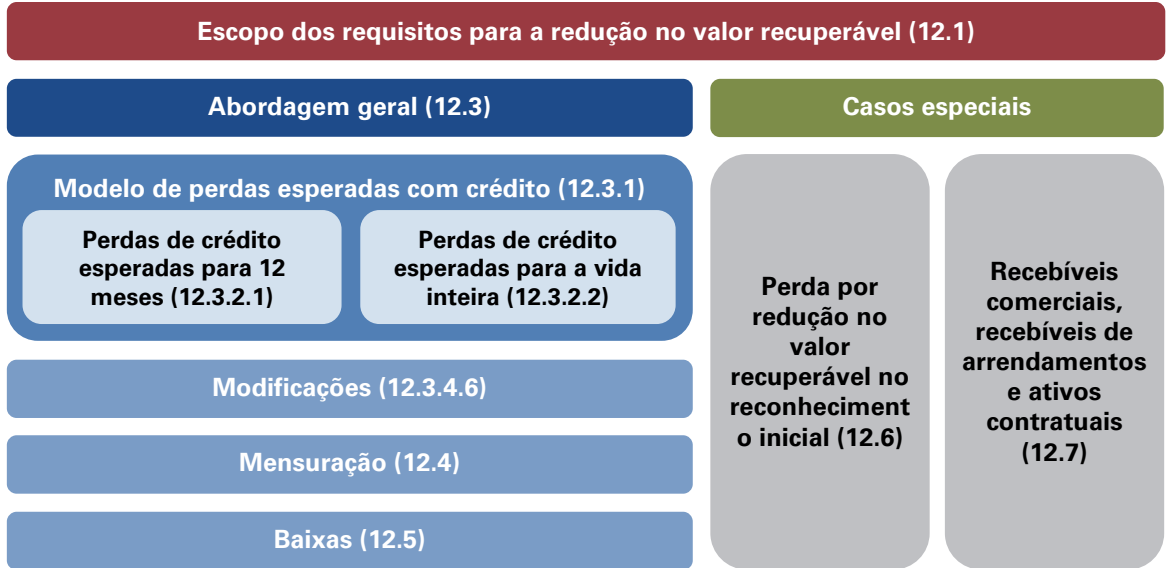 Escopo dos requisitos para a redução no valor recuperável (12.1)
Abordagem geral (12.3)
Casos especiais
Modelo de perdas esperadas com crédito (12.3.1)
Perdas de crédito
esperadas para 12
meses (12.3.2.1)
Perdas de crédito
esperadas para a vida
inteira (12.3.2.2)
Modificações (12.3.4.6)
Mensuração (12.4)
Baixas (12.5)
Perda por
redução no
valor
recuperável no
reconheciment
o inicial (12.6)
Recebíveis
comerciais,
recebíveis de
arrendamentos
e ativos
contratuais
(12.7)